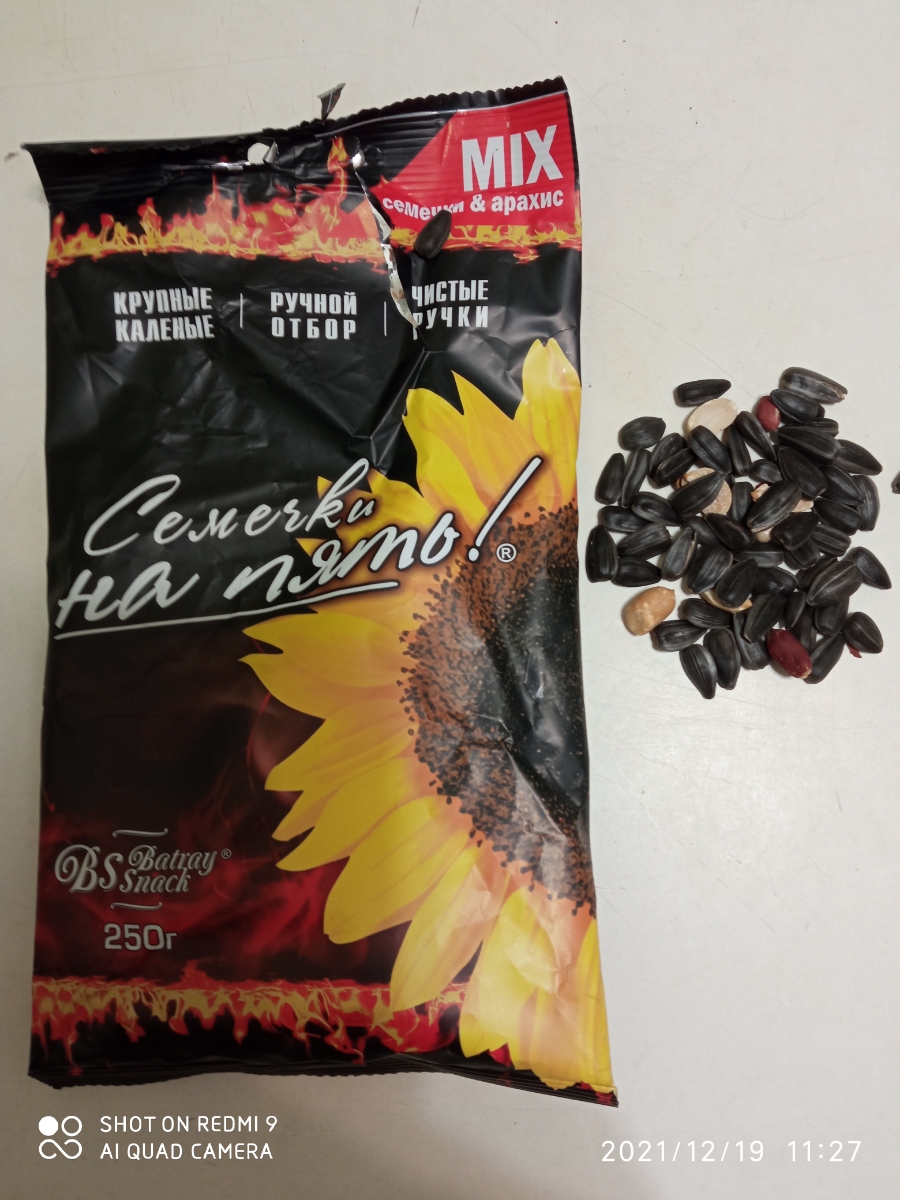 MIX
семечки & арахис
КРУПНЫЕ
КАЛЕНЫЕ
РУЧНОЙ
ОТБОР
ЧИСТЫЕ
РУЧКИ
Семечки
на пять!®
BS Batray®
Snack
250г
SHOT ON REDMI 9
AI QUAD CAMERA
2021/12/19 11:27